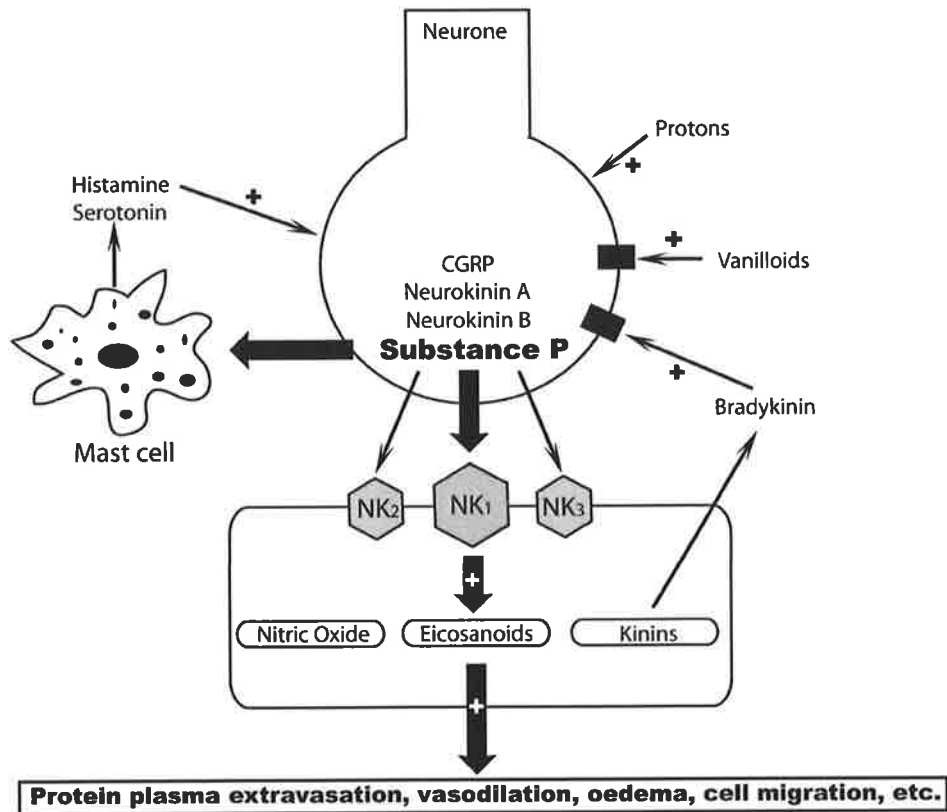 Neurone
Protons
+
Histamine
Serotonin
+
+
Vanilloids
CGRP
Neurokinin A
Neurokinin B
Substance P
+
Bradykinin
Mast cell
NK₂
NK₁
NK₃
+
Nitric Oxide
Eicosanoids
Kinins
+
Protein plasma extravasation, vasodilation, oedema, cell migration, etc.